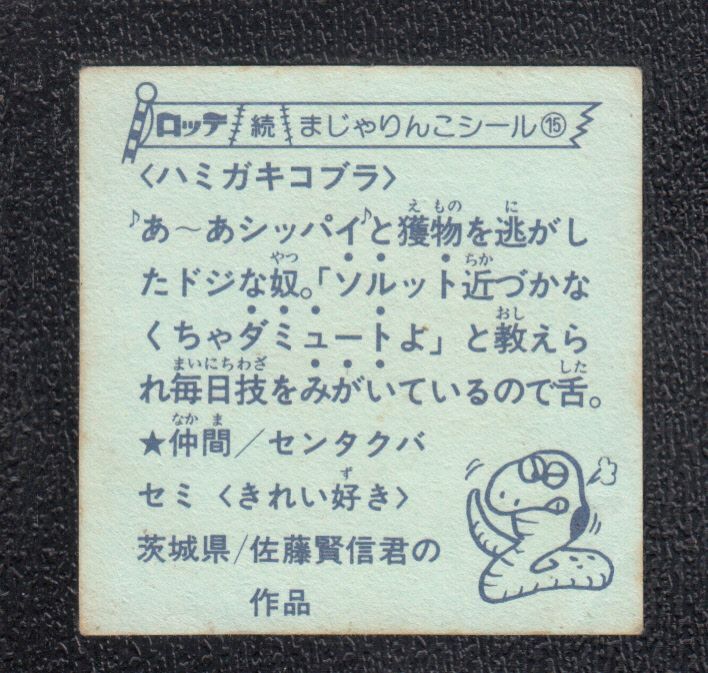 ロッテ 続 まじゃりんこシール⑮
〈ハミガキコブラ〉
♪あ〜あシッパイ♪と獲物を逃がし
たドジな奴。「ソルット近づかな
くちゃダミュートよ」と教えら
れ毎日技をみがいているので舌。
★仲間/センタクバ
セミ〈きれい好き〉
茨城県/佐藤賢信君の
作品